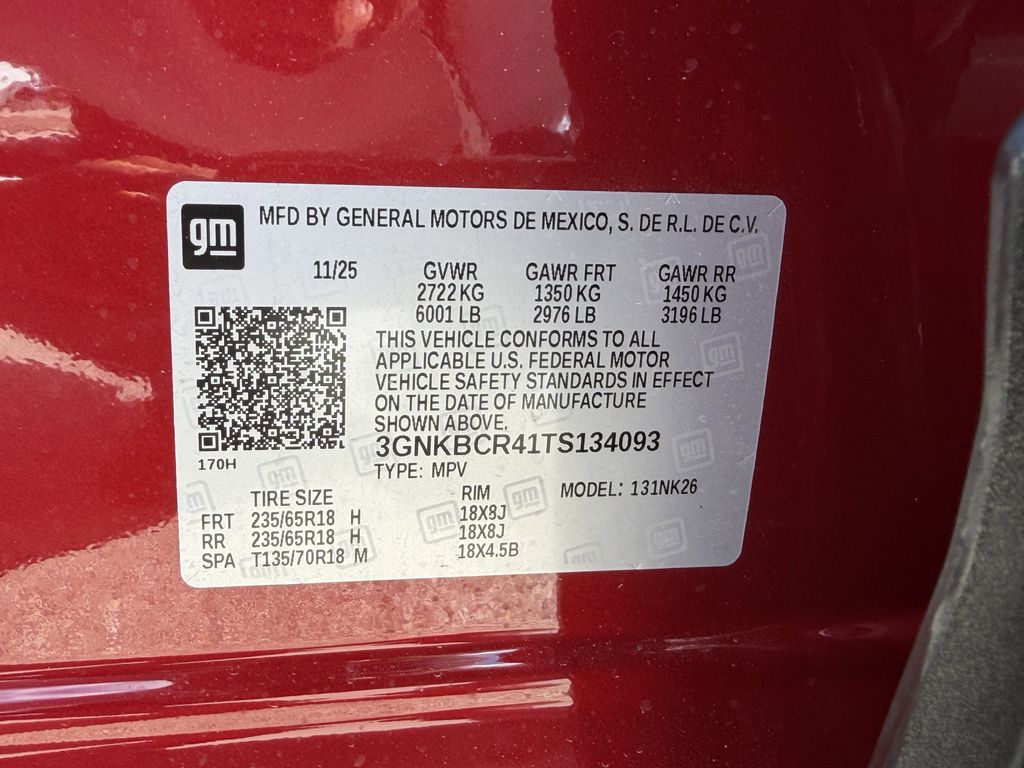 gm
MFD BY GENERAL MOTORS DE MEXICO, S. DE R.L. DE C.V.
11/25 GVWR GAWR FRT GAWR RR
2722 KG 1350 KG 1450 KG
6001 LB 2976 LB 3196 LB
THIS VEHICLE CONFORMS TO ALL
APPLICABLE U.S. FEDERAL MOTOR
VEHICLE SAFETY STANDARDS IN EFFECT
ON THE DATE OF MANUFACTURE
SHOWN ABOVE.
3GNKBCR41TS134093
170H
TYPE: MPV
MODEL: 131NK26
TIRE SIZE RIM
FRT 235/65R18 H 18X8J
RR 235/65R18 H 18X8J
SPA T135/70R18 M 18X4.5B